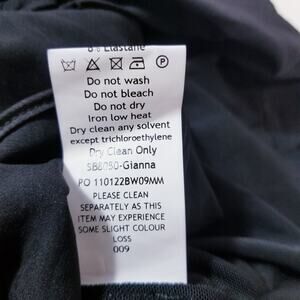 8% Elastane
Do not wash
Do not bleach
Do not dry
Iron low heat
Dry clean any solvent
except trichloroethylene
Dry Clean Only
SB8050-Gianna
PO 110122BW09MM
PLEASE CLEAN
SEPARATELY AS THIS
ITEM MAY EXPERIENCE
SOME SLIGHT COLOUR
LOSS
009